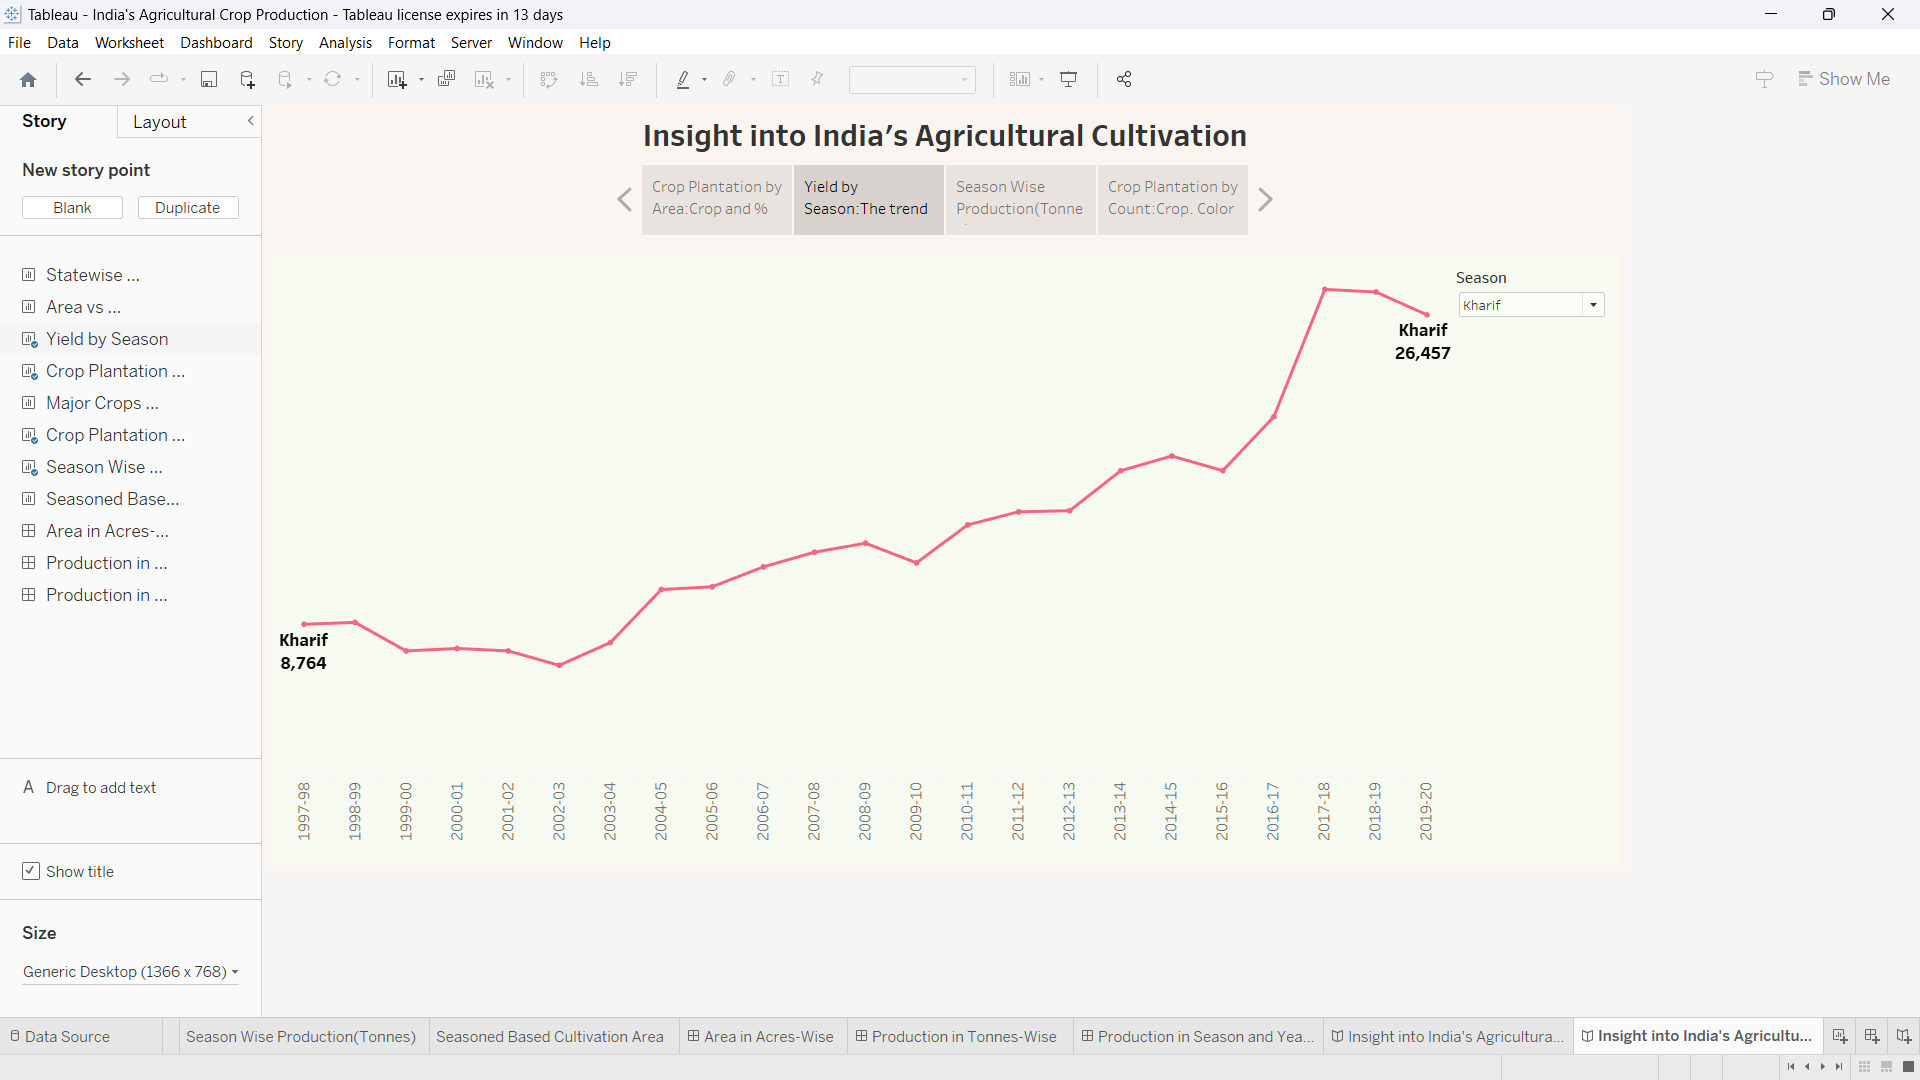 Tableau - India's Agricultural Crop Production - Tableau license expires in 13 days
File Data Worksheet Dashboard Story Analysis Format Server Window Help
Show Me
Story Layout
New story point
Blank Duplicate
Statewise ...
Area vs ...
Yield by Season
Crop Plantation ...
Major Crops ...
Crop Plantation ...
Season Wise ...
Seasoned Base...
Area in Acres-...
Production in ...
Production in ...
A Drag to add text
Show title
Size
Generic Desktop (1366 x 768)
Insight into India’s Agricultural Cultivation
Crop Plantation by
Area:Crop and %
Yield by
Season:The trend
Season Wise
Production(Tonne
Crop Plantation by
Count:Crop. Color
Season
Kharif
Kharif
26,457
Kharif
8,764
1997-98
1998-99
1999-00
2000-01
2001-02
2002-03
2003-04
2004-05
2005-06
2006-07
2007-08
2008-09
2009-10
2010-11
2011-12
2012-13
2013-14
2014-15
2015-16
2016-17
2017-18
2018-19
2019-20
Data Source
Season Wise Production(Tonnes)
Seasoned Based Cultivation Area
Area in Acres-Wise
Production in Tonnes-Wise
Production in Season and Yea...
Insight into India's Agricultura...
Insight into India's Agricultu...